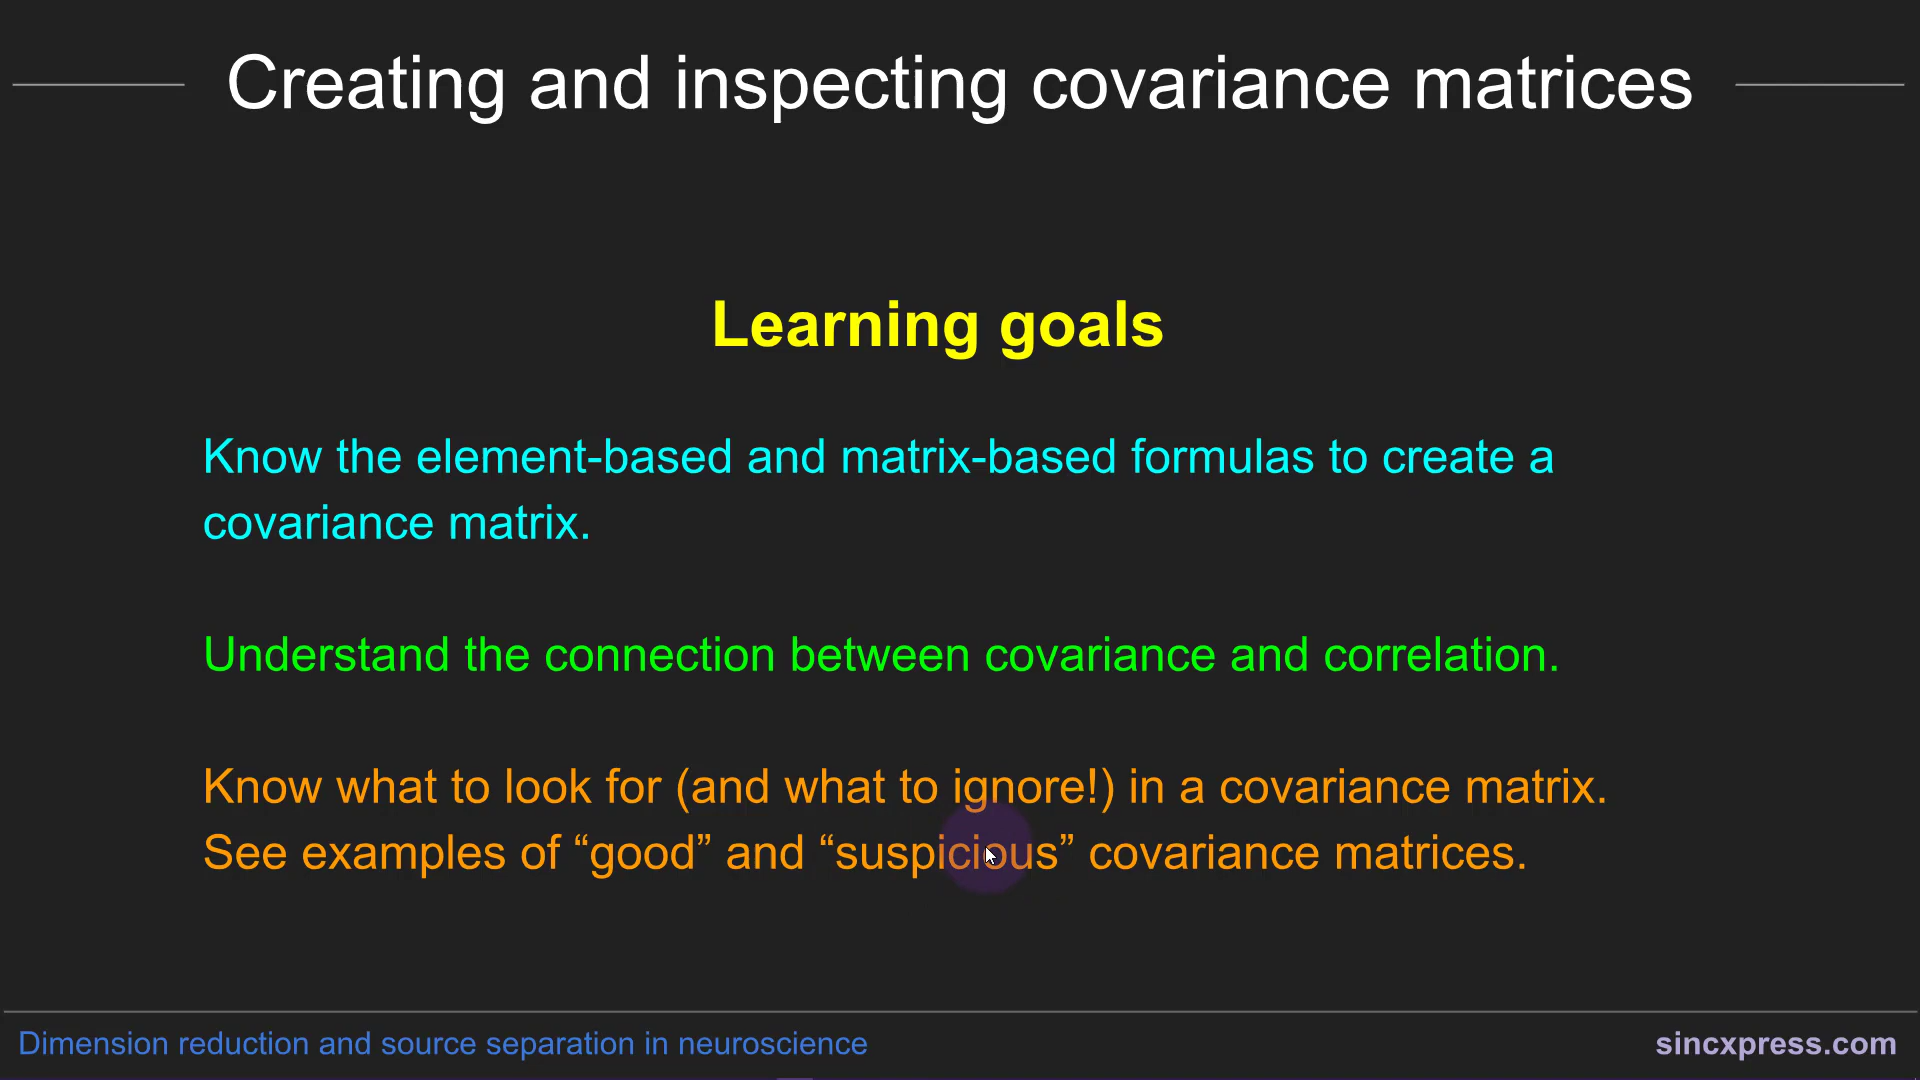 Creating and inspecting covariance matrices
Learning goals
Know the element-based and matrix-based formulas to create a
covariance matrix.
Understand the connection between covariance and correlation.
Know what to look for (and what to ignore!) in a covariance matrix.
See examples of “good” and “suspicious” covariance matrices.
Dimension reduction and source separation in neuroscience
sincxpress.com